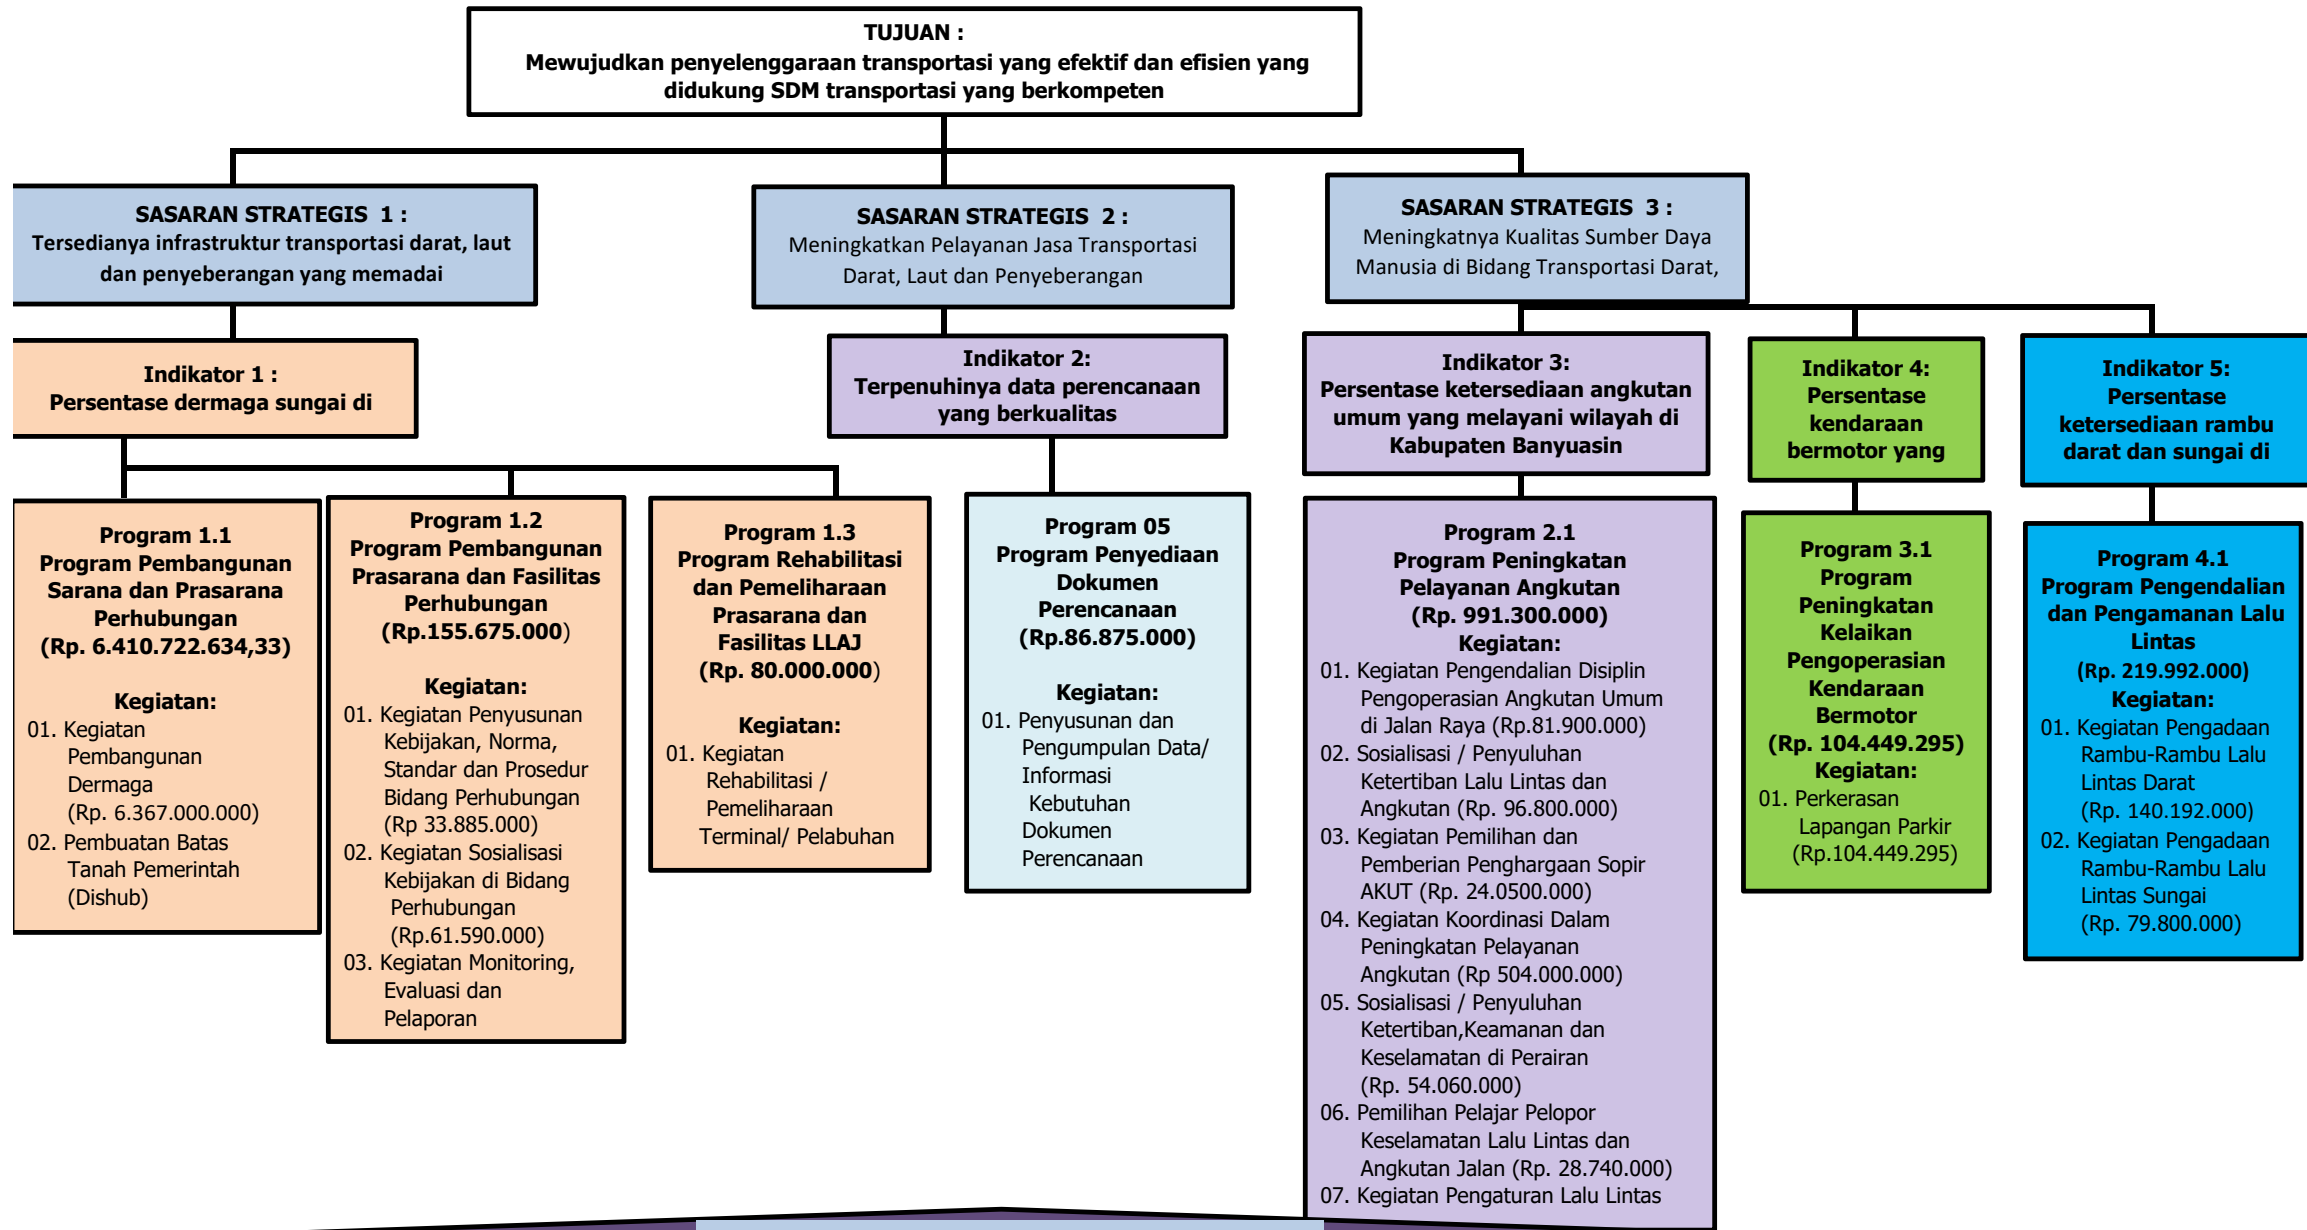 TUJUAN :
Mewujudkan penyelenggaraan transportasi yang efektif dan efisien yang
didukung SDM transportasi yang berkompeten
SASARAN STRATEGIS 1 :
Tersedianya infrastruktur transportasi darat, laut
dan penyeberangan yang memadai
SASARAN STRATEGIS 2 :
Meningkatkan Pelayanan Jasa Transportasi
Darat, Laut dan Penyeberangan
SASARAN STRATEGIS 3 :
Meningkatnya Kualitas Sumber Daya
Manusia di Bidang Transportasi Darat,
Indikator 1 :
Persentase dermaga sungai di
Indikator 2:
Terpenuhinya data perencanaan
yang berkualitas
Indikator 3:
Persentase ketersediaan angkutan
umum yang melayani wilayah di
Kabupaten Banyuasin
Indikator 4:
Persentase
kendaraan
bermotor yang
Indikator 5:
Persentase
ketersediaan rambu
darat dan sungai di
Program 1.1
Program Pembangunan
Sarana dan Prasarana
Perhubungan
(Rp. 6.410.722.634,33)
Kegiatan:
01. Kegiatan
Pembangunan
Dermaga
(Rp. 6.367.000.000)
02. Pembuatan Batas
Tanah Pemerintah
(Dishub)
Program 1.2
Program Pembangunan
Prasarana dan Fasilitas
Perhubungan
(Rp.155.675.000)
Kegiatan:
01. Kegiatan Penyusunan
Kebijakan, Norma,
Standar dan Prosedur
Bidang Perhubungan
(Rp 33.885.000)
02. Kegiatan Sosialisasi
Kebijakan di Bidang
Perhubungan
(Rp.61.590.000)
03. Kegiatan Monitoring,
Evaluasi dan
Pelaporan
Program 1.3
Program Rehabilitasi
dan Pemeliharaan
Prasarana dan
Fasilitas LLAJ
(Rp. 80.000.000)
Kegiatan:
01. Kegiatan
Rehabilitasi /
Pemeliharaan
Terminal/ Pelabuhan
Program 05
Program Penyediaan
Dokumen
Perencanaan
(Rp.86.875.000)
Kegiatan:
01. Penyusunan dan
Pengumpulan Data/
Informasi
Kebutuhan
Dokumen
Perencanaan
Program 2.1
Program Peningkatan
Pelayanan Angkutan
(Rp. 991.300.000)
Kegiatan:
01. Kegiatan Pengendalian Disiplin
Pengoperasian Angkutan Umum
di Jalan Raya (Rp.81.900.000)
02. Sosialisasi / Penyuluhan
Ketertiban Lalu Lintas dan
Angkutan (Rp. 96.800.000)
03. Kegiatan Pemilihan dan
Pemberian Penghargaan Sopir
AKUT (Rp. 24.0500.000)
04. Kegiatan Koordinasi Dalam
Peningkatan Pelayanan
Angkutan (Rp 504.000.000)
05. Sosialisasi / Penyuluhan
Ketertiban,Keamanan dan
Keselamatan di Perairan
(Rp. 54.060.000)
06. Pemilihan Pelajar Pelopor
Keselamatan Lalu Lintas dan
Angkutan Jalan (Rp. 28.740.000)
07. Kegiatan Pengaturan Lalu Lintas
Program 3.1
Program
Peningkatan
Kelaikan
Pengoperasian
Kendaraan
Bermotor
(Rp. 104.449.295)
Kegiatan:
01. Perkerasan
Lapangan Parkir
(Rp.104.449.295)
Program 4.1
Program Pengendalian
dan Pengamanan Lalu
Lintas
(Rp. 219.992.000)
Kegiatan:
01. Kegiatan Pengadaan
Rambu-Rambu Lalu
Lintas Darat
(Rp. 140.192.000)
02. Kegiatan Pengadaan
Rambu-Rambu Lalu
Lintas Sungai
(Rp. 79.800.000)